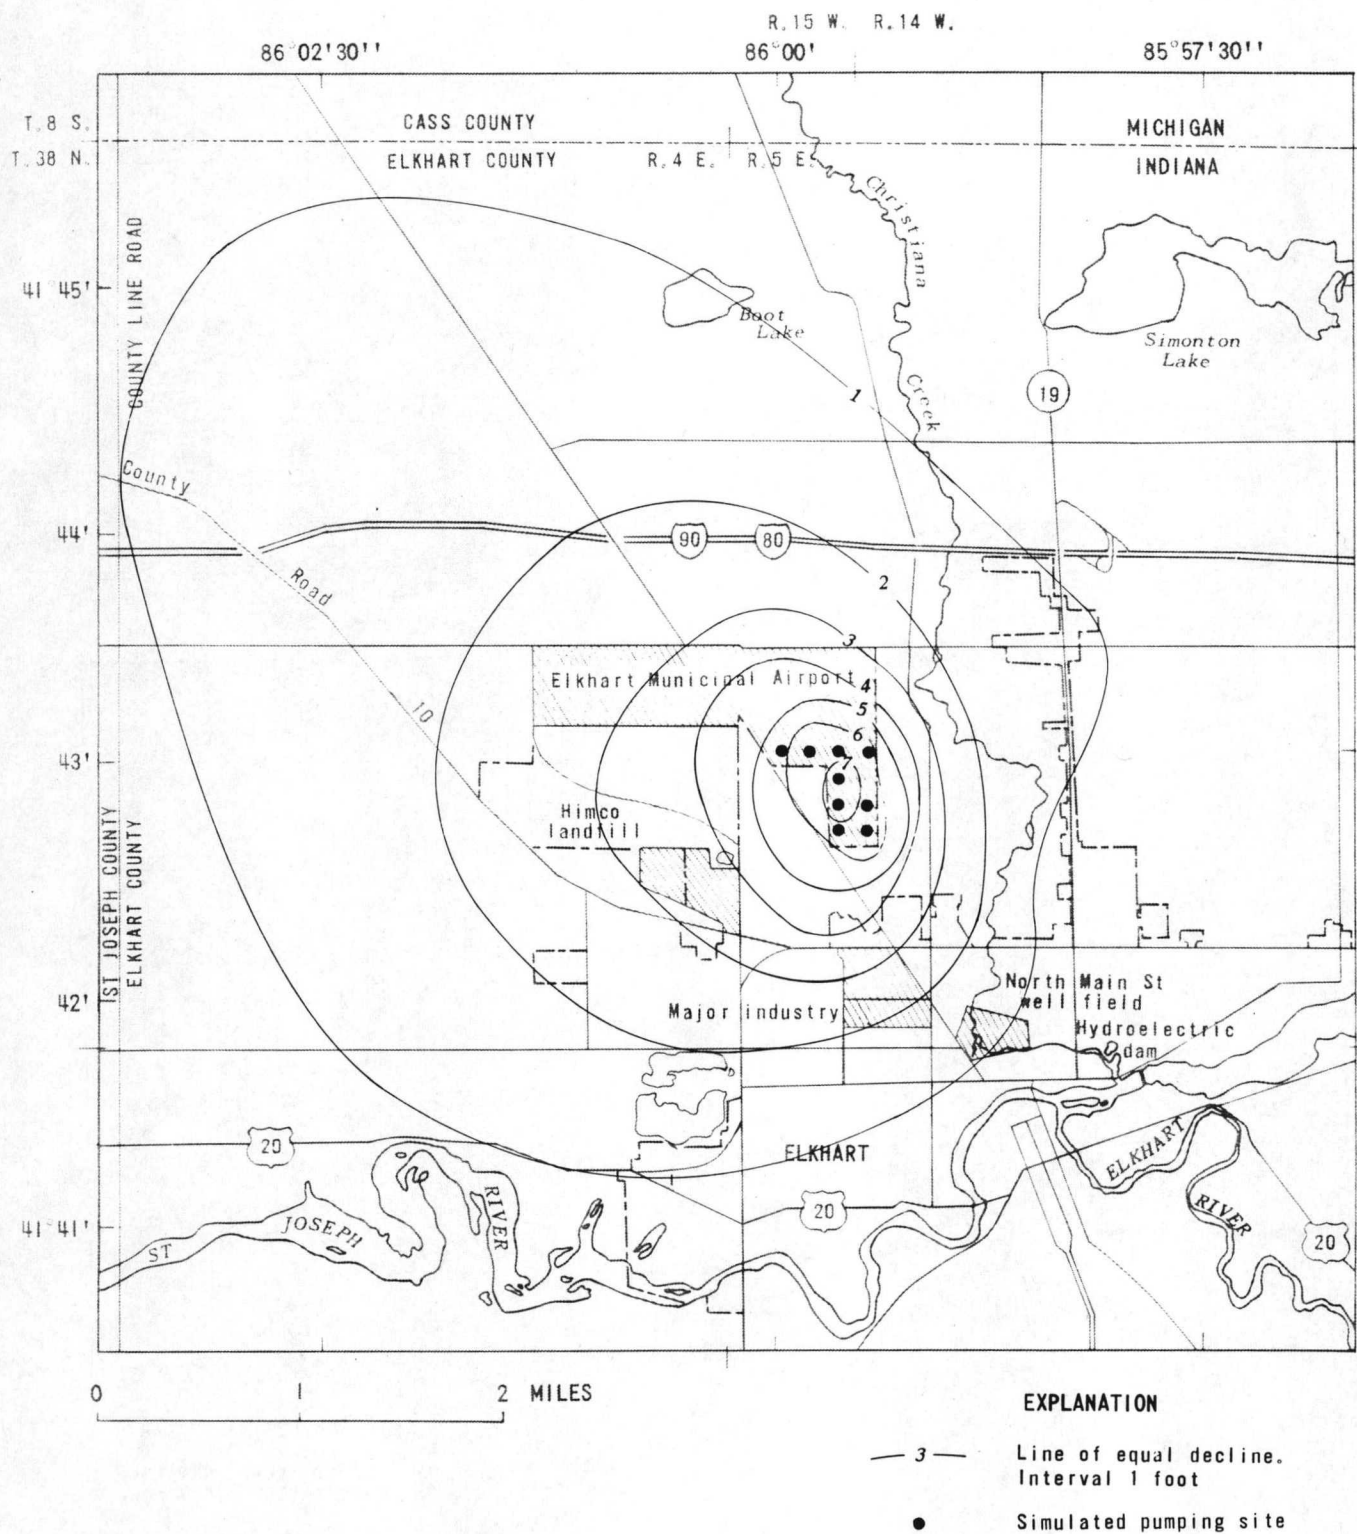 R.15 W. R.14 W.
86°02'30'' 86°00' 85°57'30''
T.8 S.
CASS COUNTY
MICHIGAN
T.38 N.
ELKHART COUNTY
R.4 E. R.5 E.
INDIANA
Christiana
Creek
COUNTY LINE ROAD
41 45'
Boot
Lake
Simonton
Lake
1
19
County
Road
10
44'
90
80
2
3
Elkhart Municipal Airport
4
5
6
7
43'
Himco
landfill
ST JOSEPH COUNTY
ELKHART COUNTY
42'
North Main St
well field
Major industry
Hydroelectric
dam
20
ELKHART
ELKHART
RIVER
20
20
41°41'
ST
JOSEPH
RIVER
0 1 2 MILES
EXPLANATION
3
Line of equal decline.
Interval 1 foot
Simulated pumping site